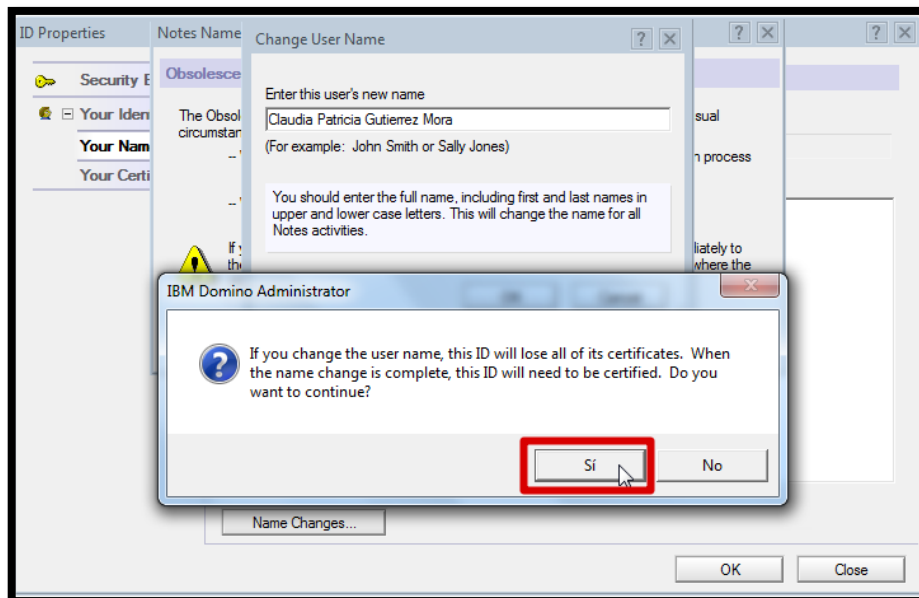 ID Properties
Notes Name
Change User Name
Security E
Your Iden
Your Nam
Your Certi
Obsolesce
The Obsol
sual
circumstan
n process
Enter this user's new name
Claudia Patricia Gutierrez Mora
(For example: John Smith or Sally Jones)
You should enter the full name, including first and last names in
upper and lower case letters. This will change the name for all
Notes activities.
If
liately to
the
where the
OK
Cancel
IBM Domino Administrator
If you change the user name, this ID will lose all of its certificates. When
the name change is complete, this ID will need to be certified. Do you
want to continue?
Sí
No
Name Changes...
OK
Close